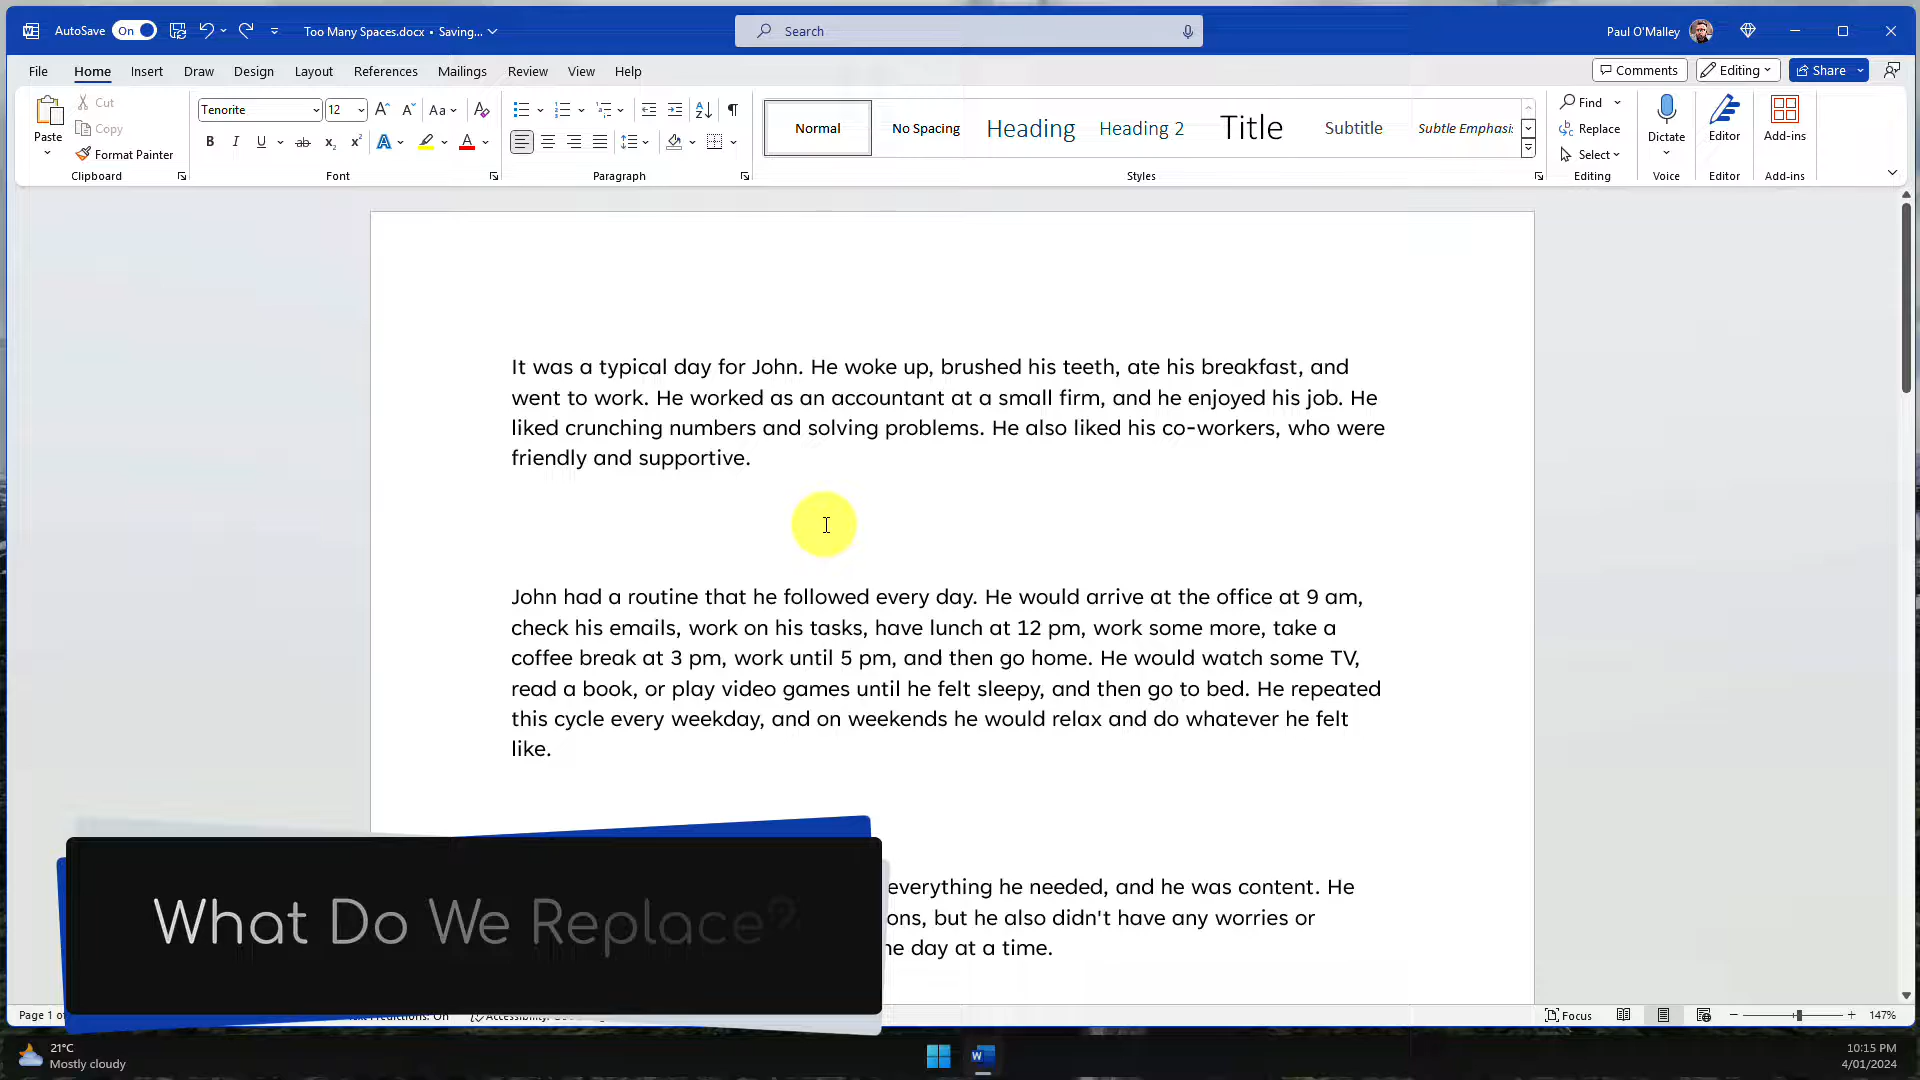 AutoSave On Too Many Spaces.docx • Saving... Search Paul O'Malley
File Home Insert Draw Design Layout References Mailings Review View Help Comments Editing Share
Paste Cut Copy Format Painter Clipboard
Tenorite 12 Aa Font
Paragraph
Normal No Spacing Heading Heading 2 Title Subtitle Subtle Emphasis Styles
Find Replace Select Editing
Dictate Voice
Editor Editor
Add-ins Add-ins
It was a typical day for John. He woke up, brushed his teeth, ate his breakfast, and
went to work. He worked as an accountant at a small firm, and he enjoyed his job. He
liked crunching numbers and solving problems. He also liked his co-workers, who were
friendly and supportive.
John had a routine that he followed every day. He would arrive at the office at 9 am,
check his emails, work on his tasks, have lunch at 12 pm, work some more, take a
coffee break at 3 pm, work until 5 pm, and then go home. He would watch some TV,
read a book, or play video games until he felt sleepy, and then go to bed. He repeated
this cycle every weekday, and on weekends he would relax and do whatever he felt
like.
everything he needed, and he was content. He
ons, but he also didn't have any worries or
ne day at a time.
What Do We Replace?
Page 1 Focus 147%
21°C
Mostly cloudy
10:15 PM
4/01/2024